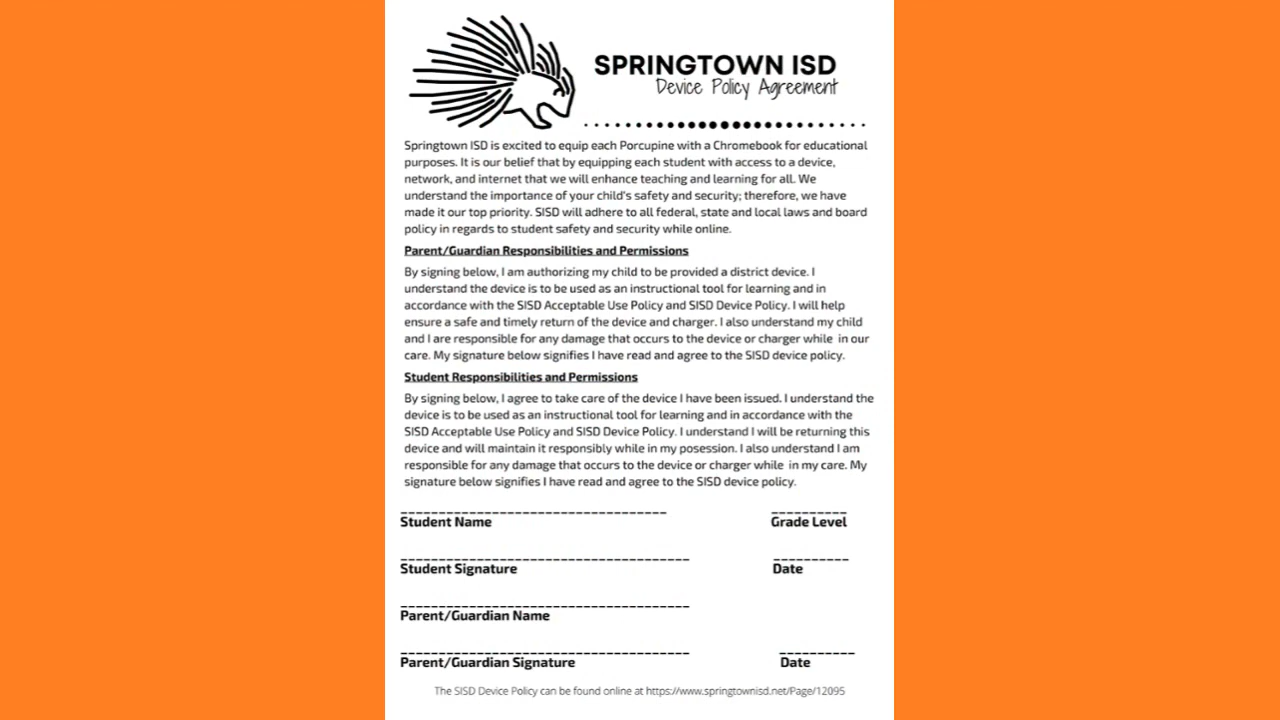 SPRINGTOWN ISD
Device Policy Agreement
Springtown ISD is excited to equip each Porcupine with a Chromebook for educational
purposes. It is our belief that by equipping each student with access to a device,
network, and internet that we will enhance teaching and learning for all. We
understand the importance of your child's safety and security; therefore, we have
made it our top priority. SISD will adhere to all federal, state and local laws and board
policy in regards to student safety and security while online.
Parent/Guardian Responsibilities and Permissions
By signing below, I am authorizing my child to be provided a district device. I
understand the device is to be used as an instructional tool for learning and in
accordance with the SISD Acceptable Use Policy and SISD Device Policy. I will help
ensure a safe and timely return of the device and charger. I also understand my child
and I are responsible for any damage that occurs to the device or charger while in our
care. My signature below signifies I have read and agree to the SISD device policy.
Student Responsibilities and Permissions
By signing below, I agree to take care of the device I have been issued. I understand the
device is to be used as an instructional tool for learning and in accordance with the
SISD Acceptable Use Policy and SISD Device Policy. I understand I will be returning this
device and will maintain it responsibly while in my posession. I also understand I am
responsible for any damage that occurs to the device or charger while in my care. My
signature below signifies I have read and agree to the SISD device policy.
Student Name Grade Level
Student Signature Date
Parent/Guardian Name
Parent/Guardian Signature Date
The SISD Device Policy can be found online at https://www.springtownisd.net/Page/12095